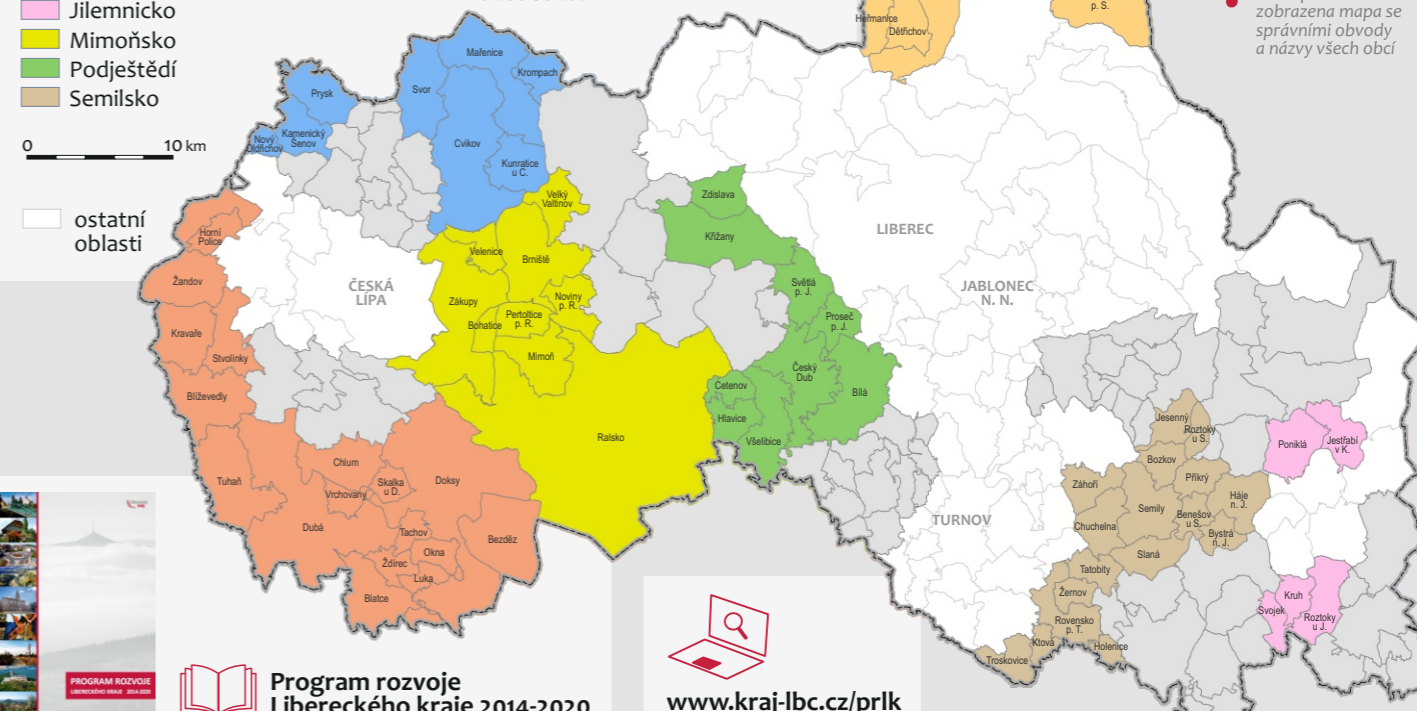 Jilemnicko
Mimoňsko
Podještědí
Semilsko
0 10 km
ostatní
oblasti
p. S.
zobrazena mapa se
správními obvody
a názvy všech obcí
Heřmanice
Dětřichov
Mařenice
Krompach
Svor
Prysk
Nový
Oldřichov
Kamenický
Šenov
Cvikov
Kunratice
u C.
Velký
Valtinov
Zdislava
Křižany
LIBEREC
Horní
Police
Velenice
Brniště
Žandov
ČESKÁ
LÍPA
Světlá
p. J.
JABLONEC
N. N.
Zákupy
Noviny
p. R.
Pertoltice
p. R.
Bohatice
Proseč
p. J.
Kravaře
Stvolínky
Mimoň
Český
Dub
Cetenov
Bílá
Blíževedly
Hlavice
Jesenný
Roztoky
u S.
Ralsko
Všelibice
Poniklá
Jestřabí
v K.
Chlum
Bozkov
Tuhaň
Vrchovany
Skalka
u D.
Doksy
Záhoří
Příkrý
Háje
n. J.
Semily
Benešov
u S.
Dubá
TURNOV
Chuchelna
Bystrá
n. J.
Tachov
Bezděz
Okna
Slaná
Ždírec
Tatobity
Luka
Žernov
Blatce
Kruh
Svojek
Roztoky
u J.
Rovensko
p. T.
Ktová
Holenice
Troskovice
PROGRAM ROZVOJE
LIBERECKÉHO KRAJE 2014-2020
Program rozvoje
Libereckého kraje 2014-2020
www.kraj-lbc.cz/prlk